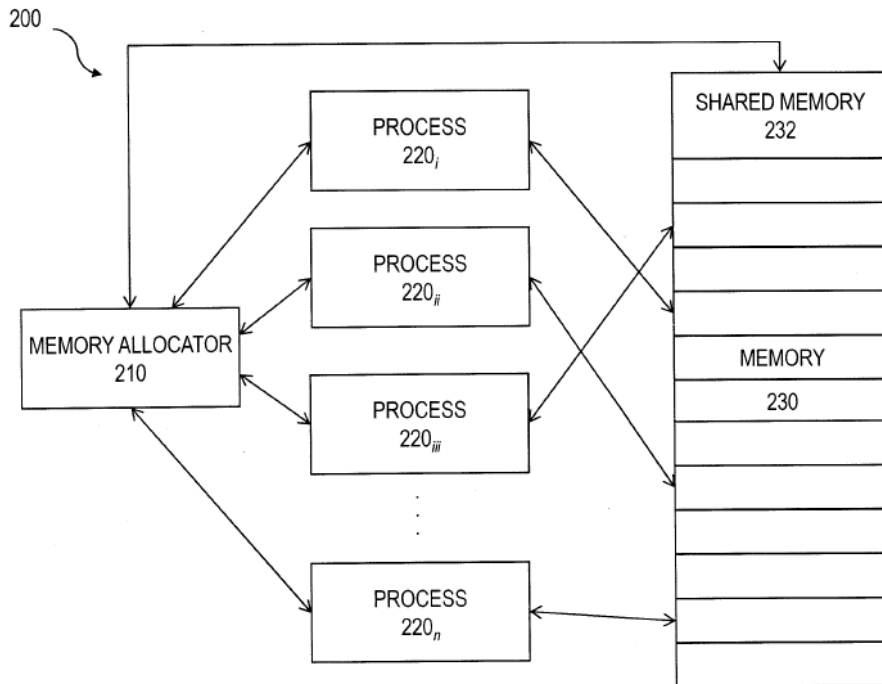 200
PROCESS
220i
SHARED MEMORY
232
PROCESS
220ii
MEMORY ALLOCATOR
210
MEMORY
230
PROCESS
220iii
PROCESS
220n